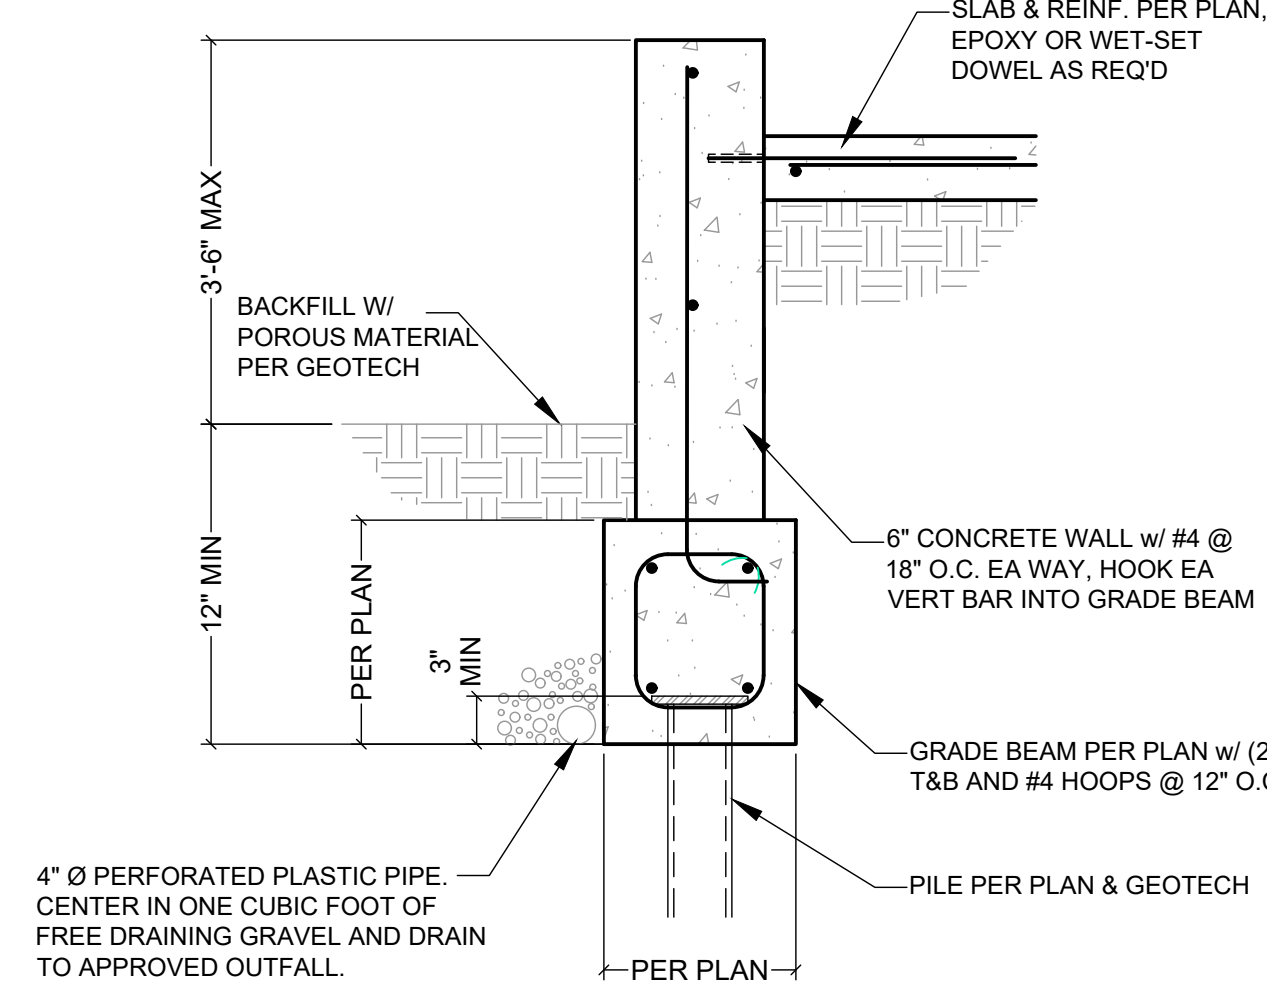 SLAB & REINF. PER PLAN,
EPOXY OR WET-SET
DOWEL AS REQ'D
3'-6" MAX
BACKFILL W/
POROUS MATERIAL
PER GEOTECH
12" MIN
PER PLAN
3"
MIN
6" CONCRETE WALL w/ #4 @
18" O.C. EA WAY, HOOK EA
VERT BAR INTO GRADE BEAM
GRADE BEAM PER PLAN w/ (2
T&B AND #4 HOOPS @ 12" O.C
PILE PER PLAN & GEOTECH
4" Ø PERFORATED PLASTIC PIPE.
CENTER IN ONE CUBIC FOOT OF
FREE DRAINING GRAVEL AND DRAIN
TO APPROVED OUTFALL.
PER PLAN